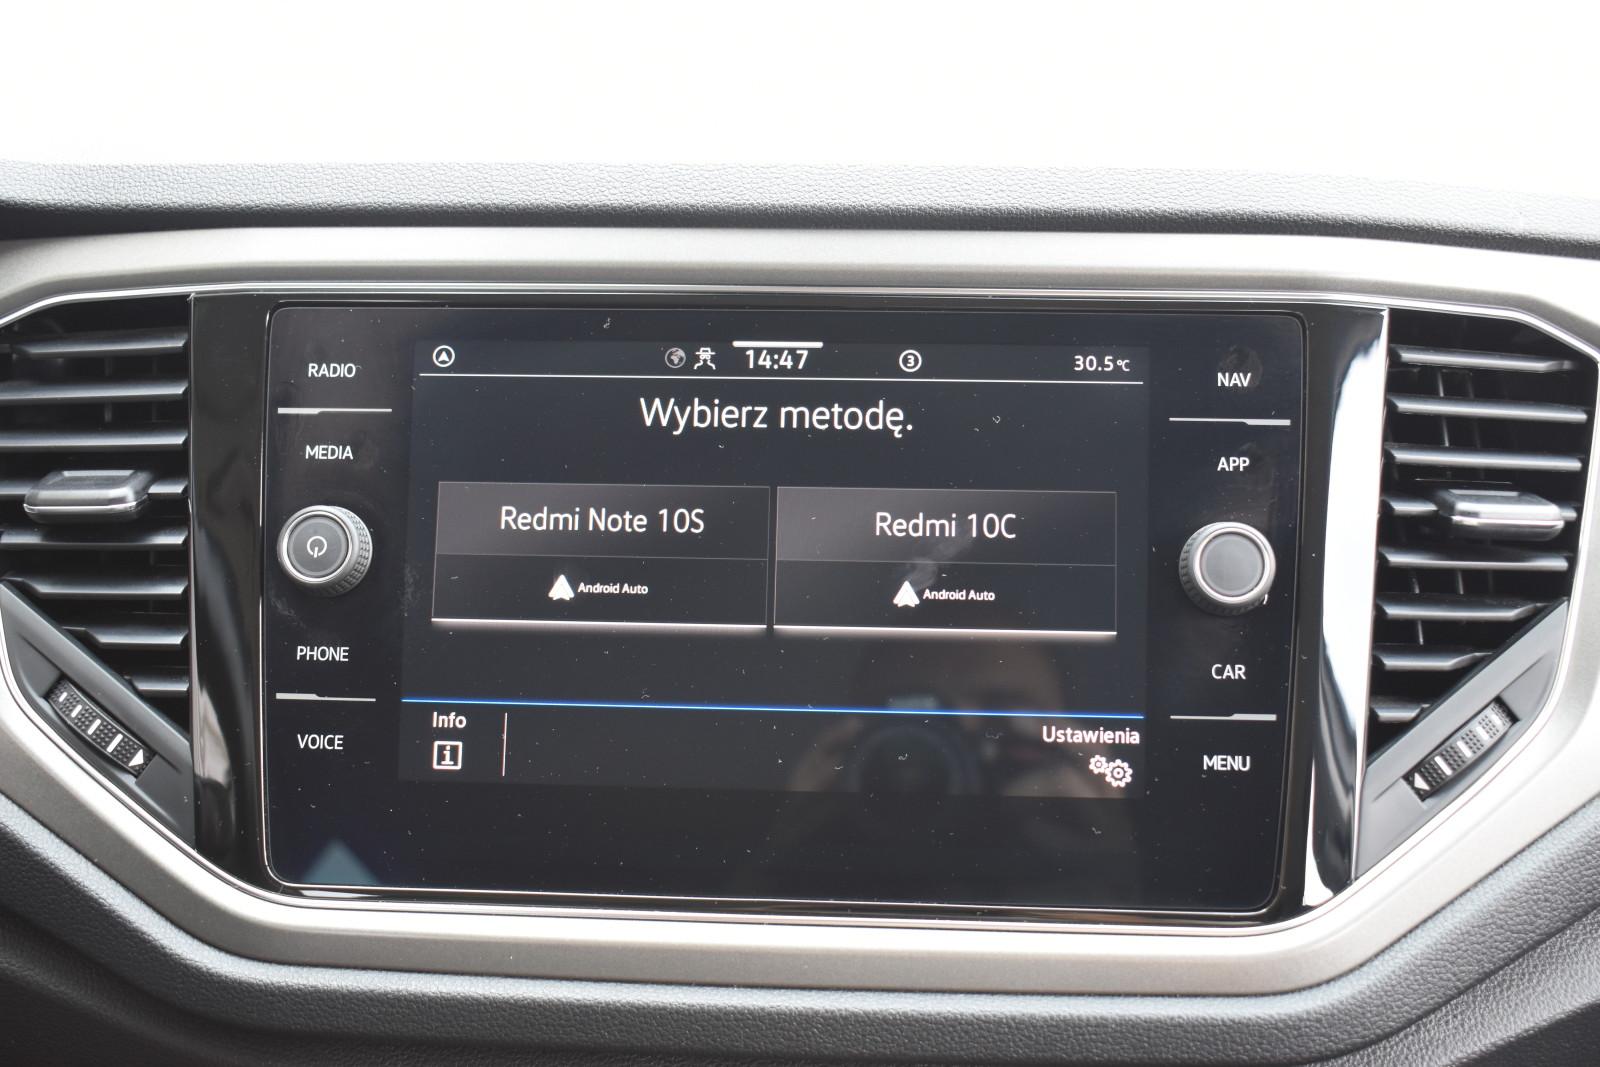 RADIO
MEDIA
PHONE
VOICE
14:47
3
30.5°C
Wybierz metodę.
Redmi Note 10S
Android Auto
Redmi 10C
Android Auto
Info
i
Ustawienia
NAV
APP
CAR
MENU